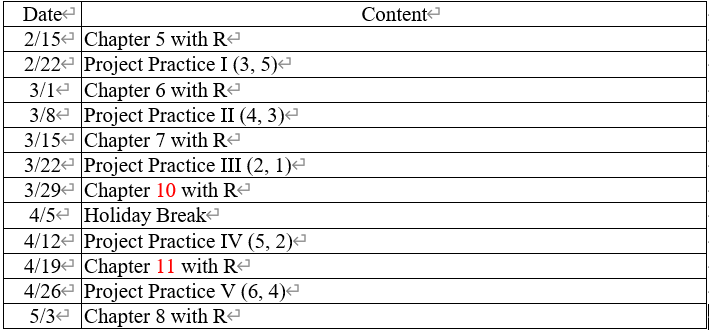 Date Content
2/15 Chapter 5 with R
2/22 Project Practice I (3, 5)
3/1 Chapter 6 with R
3/8 Project Practice II (4, 3)
3/15 Chapter 7 with R
3/22 Project Practice III (2, 1)
3/29 Chapter 10 with R
4/5 Holiday Break
4/12 Project Practice IV (5, 2)
4/19 Chapter 11 with R
4/26 Project Practice V (6, 4)
5/3 Chapter 8 with R